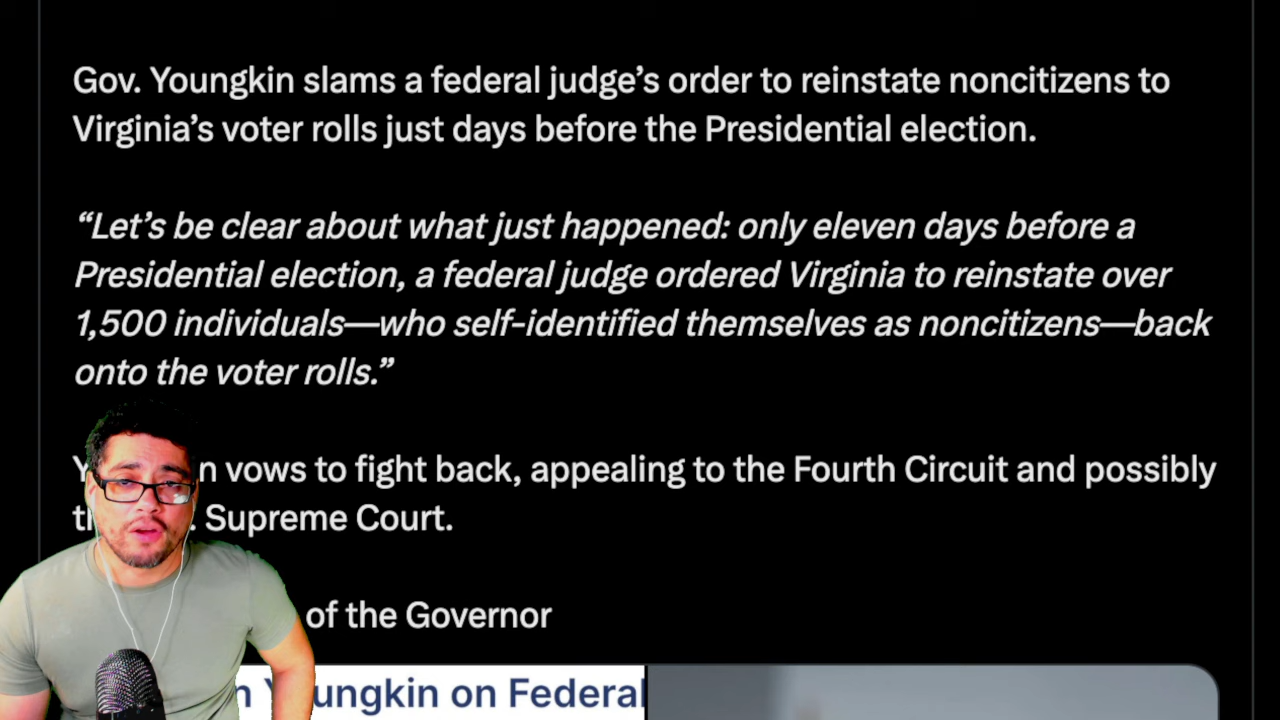 Gov. Youngkin slams a federal judge’s order to reinstate noncitizens to
Virginia’s voter rolls just days before the Presidential election.
“Let’s be clear about what just happened: only eleven days before a
Presidential election, a federal judge ordered Virginia to reinstate over
1,500 individuals—who self-identified themselves as noncitizens—back
onto the voter rolls.”
vows to fight back, appealing to the Fourth Circuit and possibly
Supreme Court.
of the Governor
Youngkin on Federal